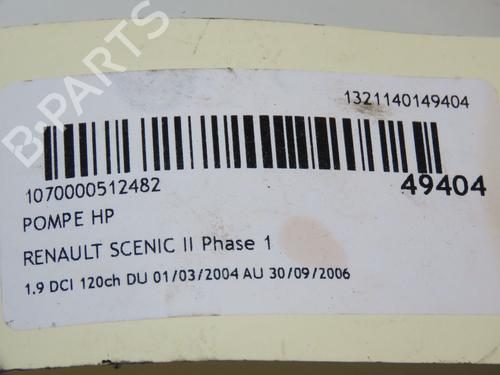 B-PARTS
1321140149404
1070000512482
49404
POMPE HP
RENAULT SCENIC II Phase 1
1.9 DCI 120ch DU 01/03/2004 AU 30/09/2006